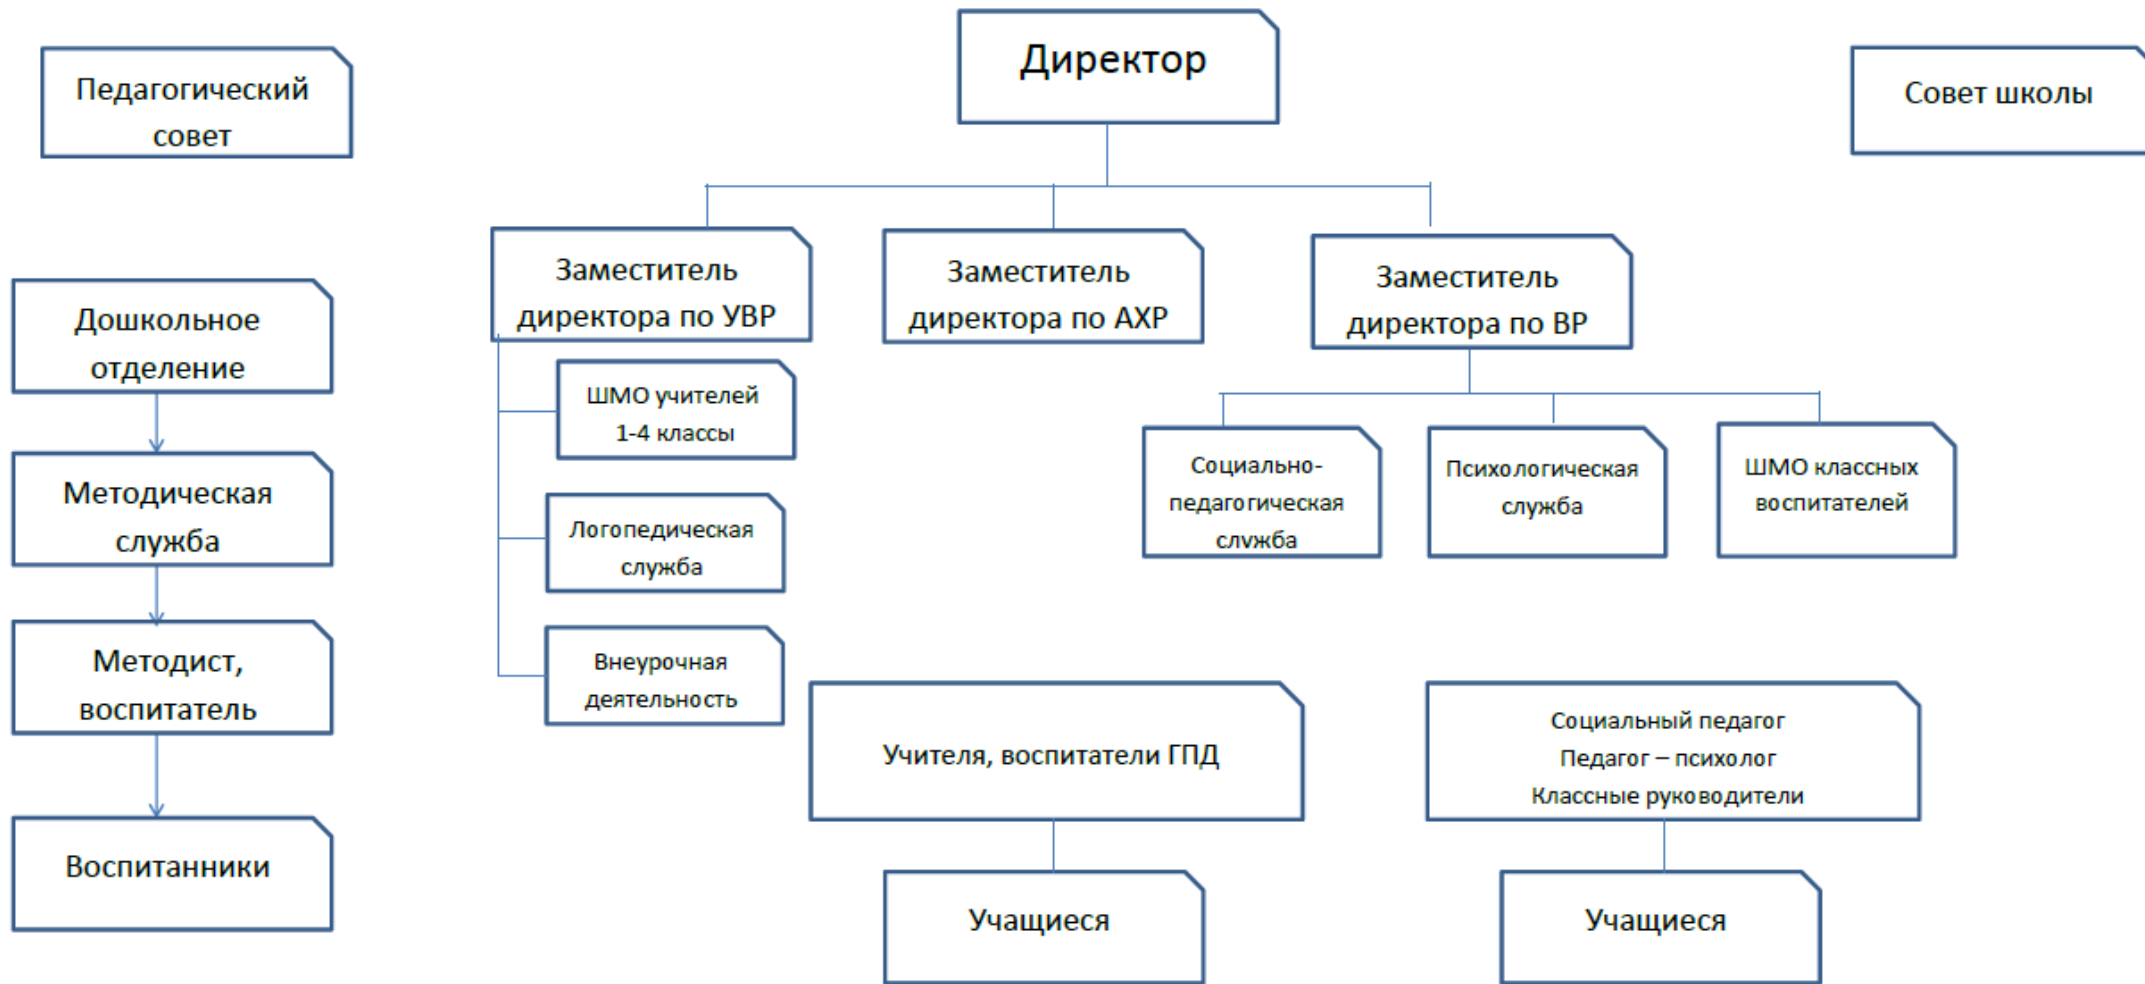 Директор
Педагогический
совет
Совет школы
Заместитель
директора по УВР
Заместитель
директора по АХР
Заместитель
директора по ВР
Дошкольное
отделение
ШМО учителей
1-4 классы
Социально-
педагогическая
служба
Психологическая
служба
ШМО классных
воспитателей
Методическая
служба
Логопедическая
служба
Методист,
воспитатель
Внеурочная
деятельность
Учителя, воспитатели ГПД
Социальный педагог
Педагог – психолог
Классные руководители
Воспитанники
Учащиеся
Учащиеся